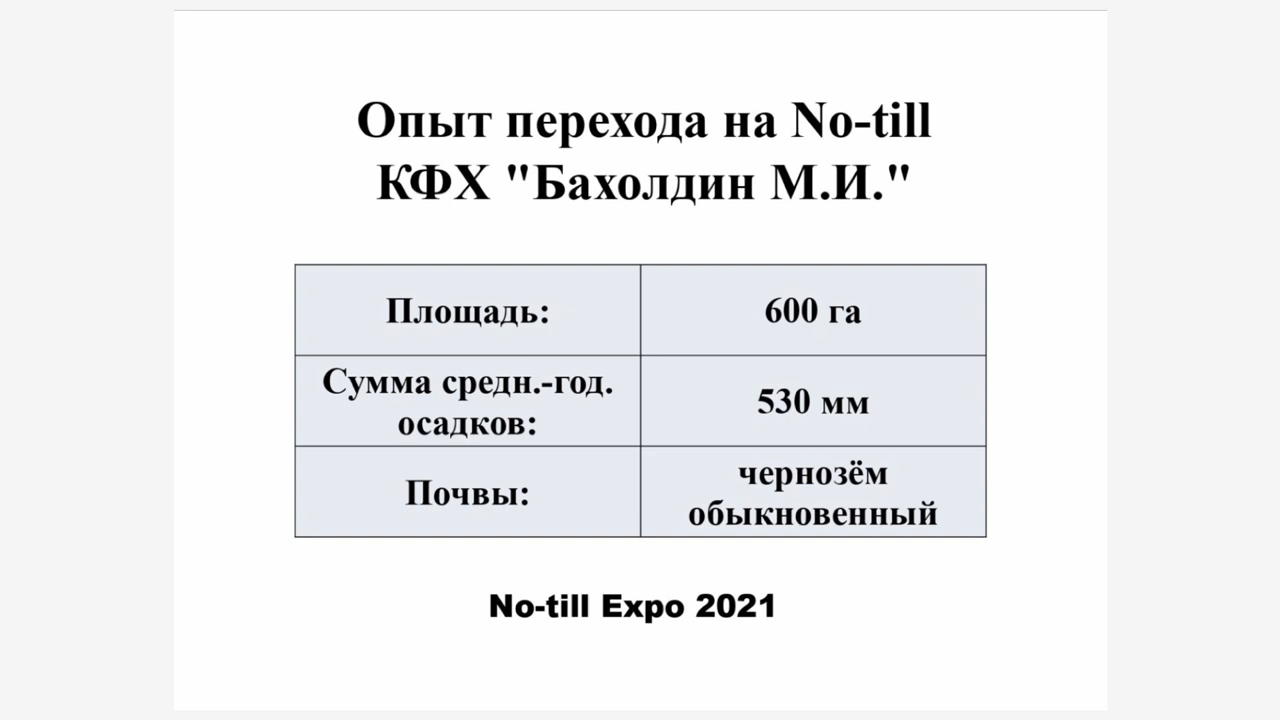 Опыт перехода на No-till
КФХ "Бахолдин М.И."
Площадь:
600 га
Сумма средн.-год.
осадков:
530 мм
Почвы:
чернозём
обыкновенный
No-till Expo 2021